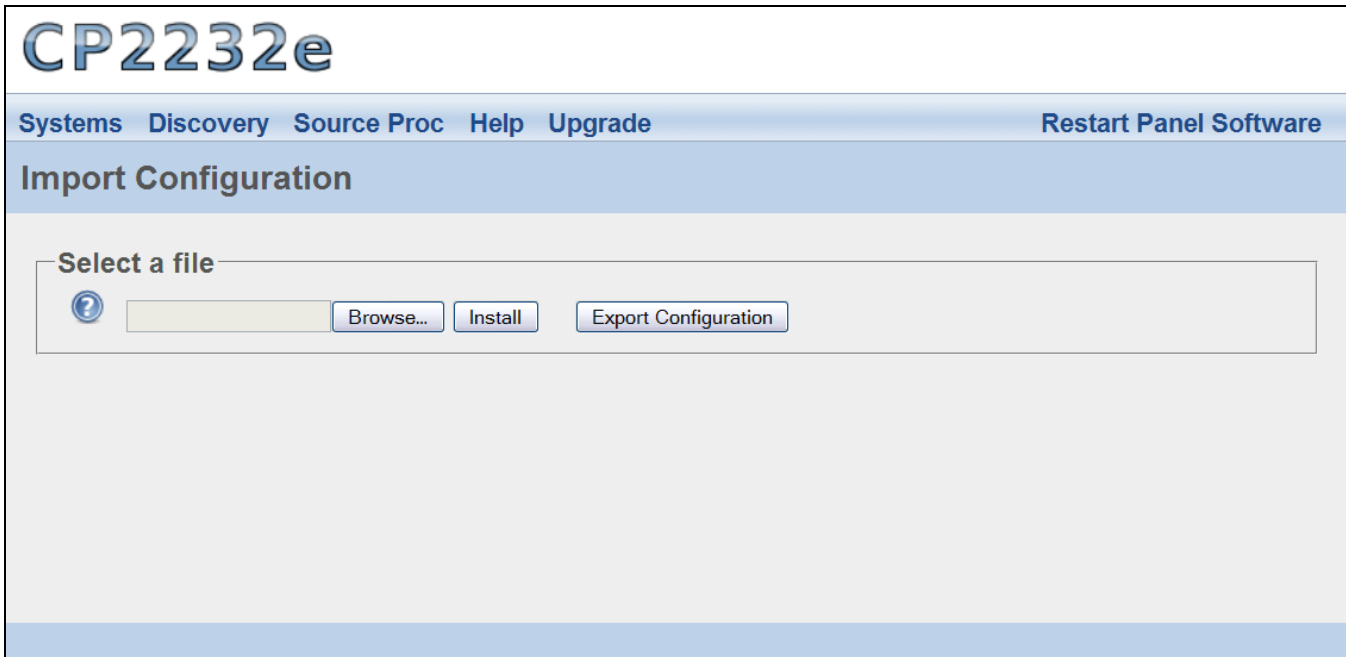 CP2232e
Systems Discovery Source Proc Help Upgrade Restart Panel Software
Import Configuration
Select a file
? Browse... Install Export Configuration